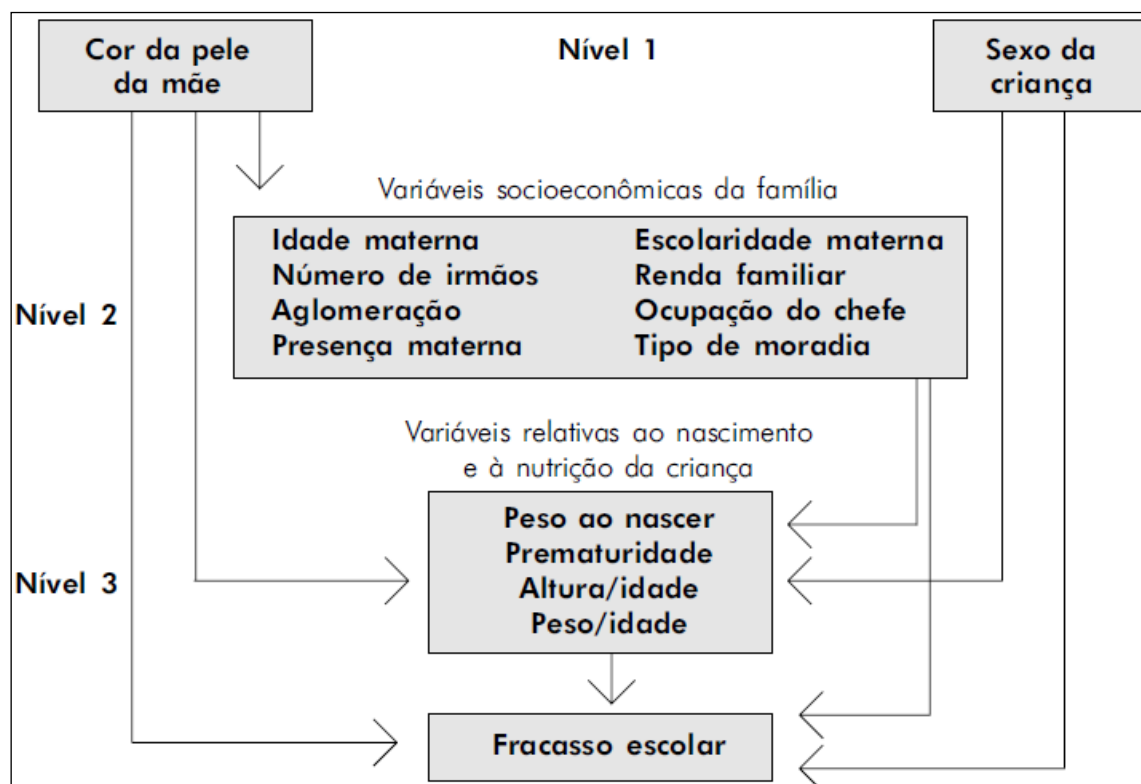 Cor da pele
da mãe
Nível 1
Sexo da
criança
Variáveis socioeconômicas da família
Idade materna
Número de irmãos
Aglomeração
Presença materna
Escolaridade materna
Renda familiar
Ocupação do chefe
Tipo de moradia
Nível 2
Variáveis relativas ao nascimento
e à nutrição da criança
Peso ao nascer
Prematuridade
Altura/idade
Peso/idade
Nível 3
Fracasso escolar